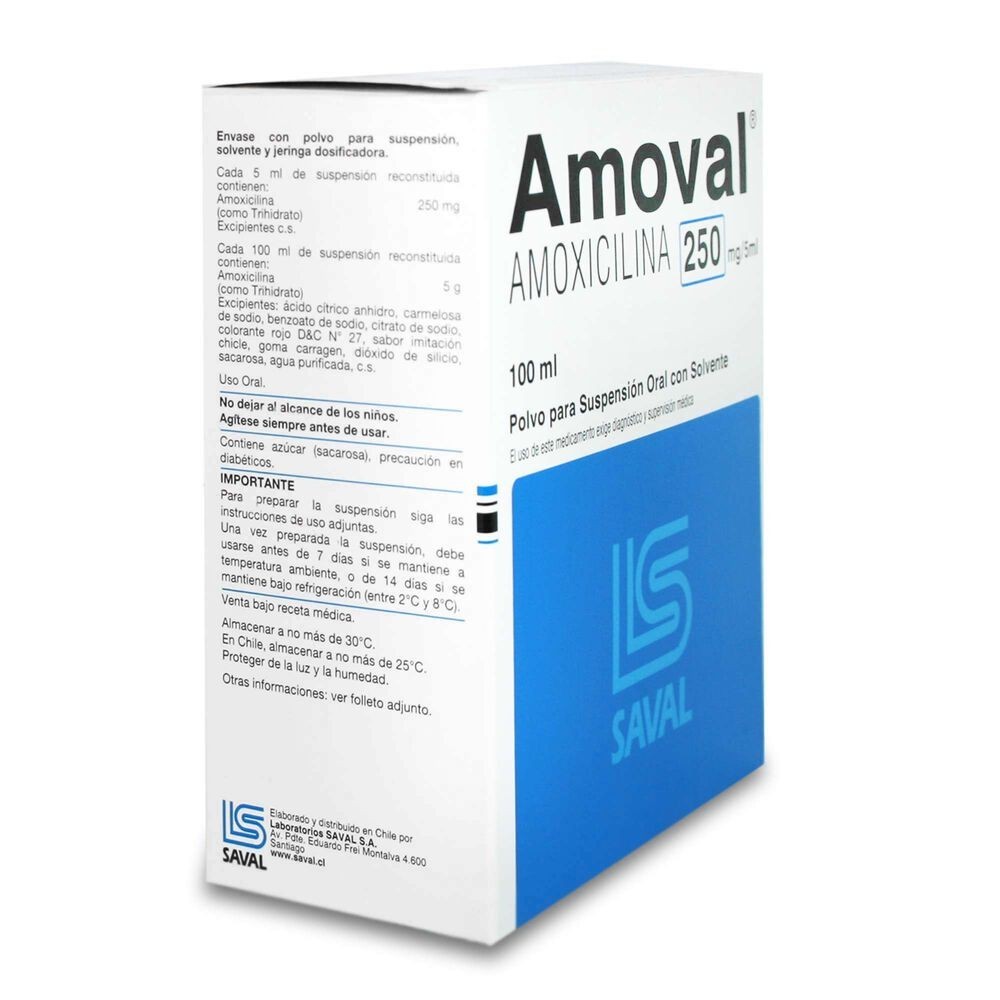 Envase con polvo para suspensión,
solvente y jeringa dosificadora.
Cada 5 ml de suspensión reconstituida
contienen:
Amoxicilina 250 mg
(como Trihidrato)
Excipientes c.s.
Cada 100 ml de suspensión reconstituida
contienen:
Amoxicilina 5 g
(como Trihidrato)
Excipientes: ácido cítrico anhidro, carmelosa
de sodio, benzoato de sodio, citrato de sodio,
colorante rojo D&C N° 27, sabor imitación
chicle, goma carragen, dióxido de silicio,
sacarosa, agua purificada, c.s.
Uso Oral.
No dejar al alcance de los niños.
Agítese siempre antes de usar.
Contiene azúcar (sacarosa), precaución en
diabéticos.
IMPORTANTE
Para preparar la suspensión siga las
instrucciones de uso adjuntas.
Una vez preparada la suspensión, debe
usarse antes de 7 días si se mantiene a
temperatura ambiente, o de 14 días si se
mantiene bajo refrigeración (entre 2°C y 8°C).
Venta bajo receta médica.
Almacenar a no más de 30°C.
En Chile, almacenar a no más de 25°C.
Proteger de la luz y la humedad.
Otras informaciones: ver folleto adjunto.
LS
SAVAL
Elaborado y distribuido en Chile por
Laboratorios SAVAL S.A.
Av. Pdte. Eduardo Frei Montalva 4.600
Santiago
www.saval.cl
Amoval®
AMOXICILINA 250 mg/5ml
100 ml
Polvo para Suspensión Oral con Solvente
El uso de este medicamento exige diagnóstico y supervisión médica
LS
SAVAL